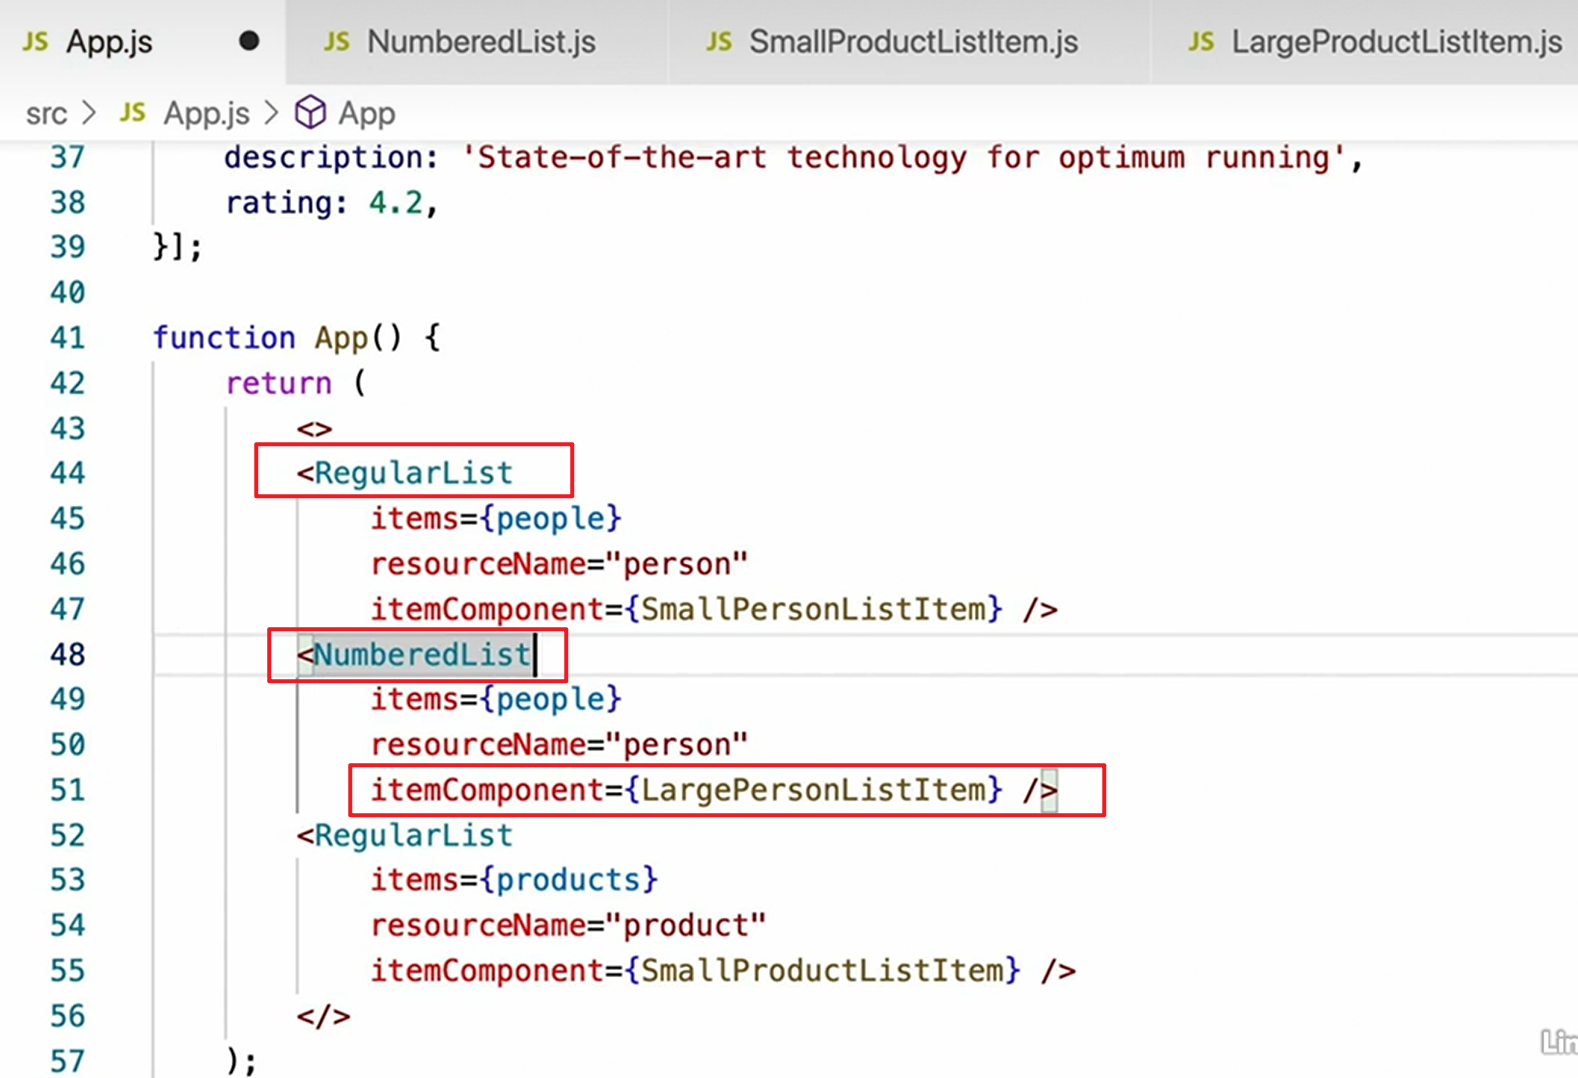 JS App.js ● JS NumberedList.js JS SmallProductListItem.js JS LargeProductListItem.js
src > JS App.js > App
37 description: 'State-of-the-art technology for optimum running',
38 rating: 4.2,
39 }];
40
41 function App() {
42 return (
43 <>
44 <RegularList
45 items={people}
46 resourceName="person"
47 itemComponent={SmallPersonListItem} />
48 <NumberedList
49 items={people}
50 resourceName="person"
51 itemComponent={LargePersonListItem} />
52 <RegularList
53 items={products}
54 resourceName="product"
55 itemComponent={SmallProductListItem} />
56 </>
57 );